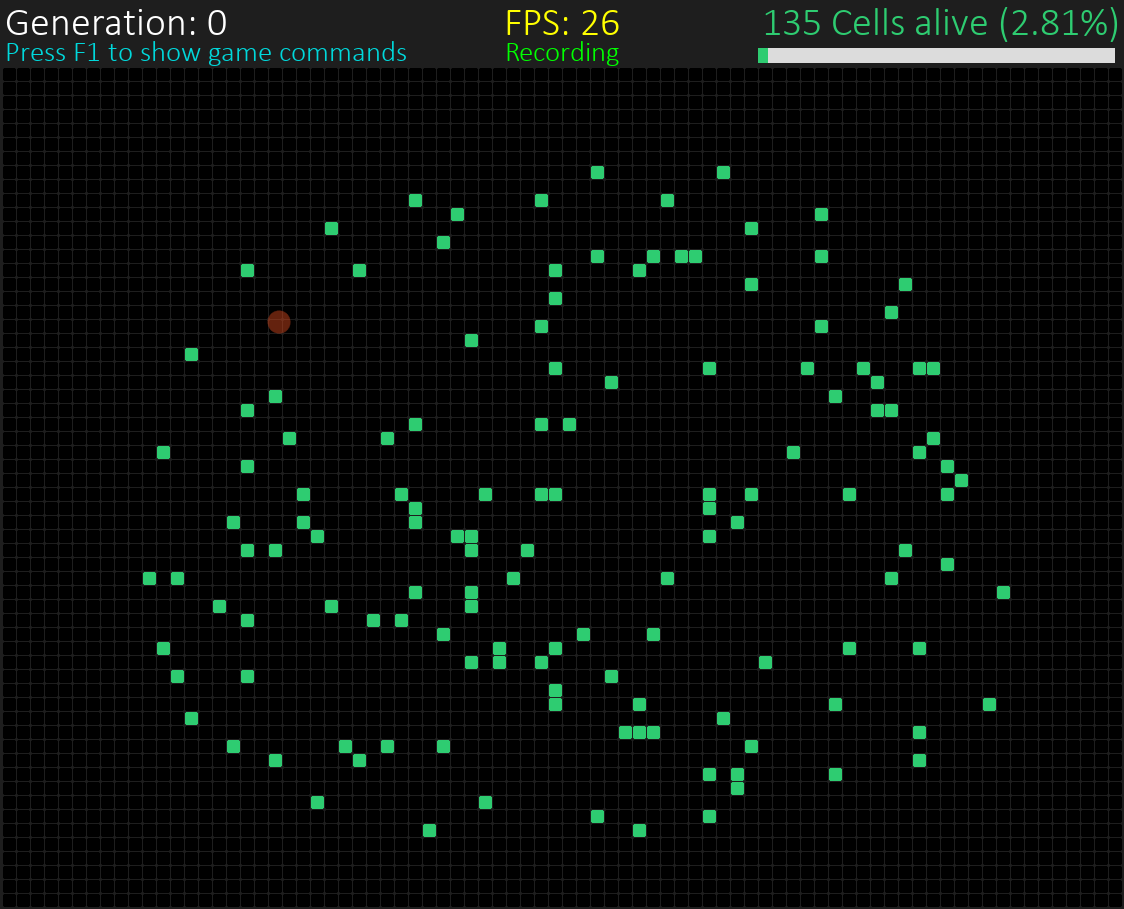 Generation: 0
FPS: 26
135 Cells alive (2.81%)
Press F1 to show game commands
Recording